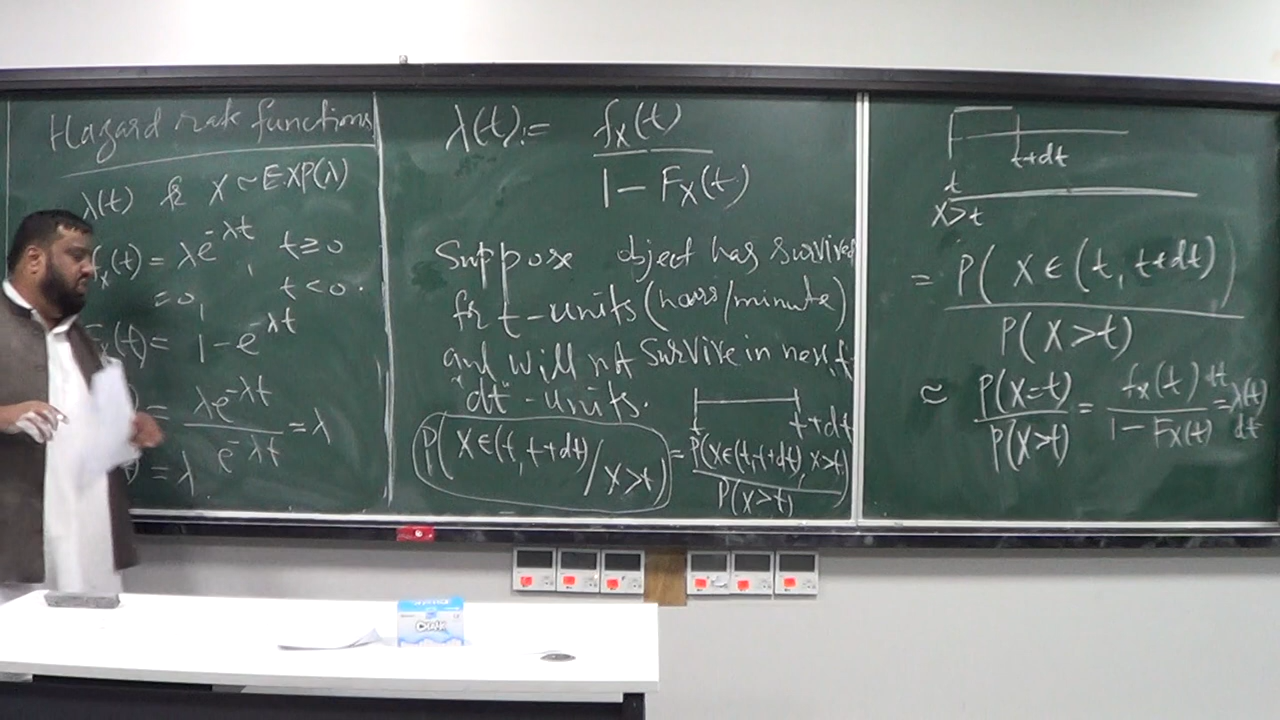 Hazard rate functions
λ(t) for X ~ EXP(λ)
fx(t) = λe^{-λt}, t ≥ 0
= 0, t < 0.
Fx(t) = 1 - e^{-λt}
= λe^{-λt} / e^{-λt} = λ
= λ.
λ(t) := fx(t) / 1 - Fx(t)
Suppose object has survived
for t-units (hours/minute)
and will not survive in next
"dt"-units.
t t+dt
P(X∈(t, t+dt) / X>t) = P(X∈(t,t+dt), X>t) / P(X>t)
t t+dt
X>t
= P(X ∈ (t, t+dt)) / P(X>t)
≈ P(X=t) / P(X>t) = fx(t) dt / 1 - Fx(t) = λ(t) dt